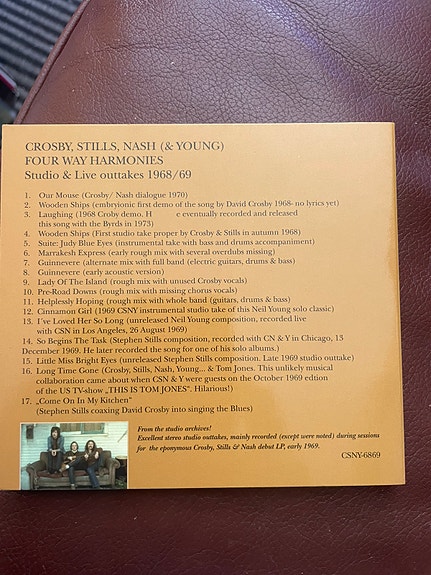 CROSBY, STILLS, NASH (& YOUNG)
FOUR WAY HARMONIES
Studio & Live outtakes 1968/69
1. Our Mouse (Crosby/ Nash dialogue 1970)
2. Wooden Ships (embryionic first demo of the song by David Crosby 1968- no lyrics yet)
3. Laughing (1968 Croby demo. H e eventually recorded and released
this song with the Byrds in 1973)
4. Wooden Ships (First studio take proper by Crosby & Stills in autumn 1968)
5. Suite: Judy Blue Eyes (instrumental take with bass and drums accompaniment)
6. Marrakesh Express (early rough mix with several overdubs missing)
7. Guinnevere (alternate mix with full band (electric guitars, drums & bass)
8. Guinnevere (early acoustic version)
9. Lady Of The Island (rough mix with unused Crosby vocals)
10. Pre-Road Downs (rough mix with missing chorus vocals)
11. Helplessly Hoping (rough mix with whole band (guitars, drums & bass)
12. Cinnamon Girl (1969 CSNY instrumental studio take of this Neil Young solo classic)
13. I've Loved Her So Long (unreleased Neil Young composition, recorded live
with CSN in Los Angeles, 26 August 1969)
14. So Begins The Task (Stephen Stills composition, recorded with CN & Y in Chicago, 13
December 1969. He later recorded the song for one of his solo albums.)
15. Little Miss Bright Eyes (unreleased Stephen Stills composition. Late 1969 studio outtake)
16. Long Time Gone (Crosby, Stills, Nash, Young... & Tom Jones. This unlikely musical
collaboration came about when CSN & Y were guests on the October 1969 edtion
of the US TV-show „THIS IS TOM JONES". Hilarious!)
17. „Come On In My Kitchen"
(Stephen Stills coaxing David Crosby into singing the Blues)
From the studio archives!
Excellent stereo studio outtakes, mainly recorded (except were noted) during sessions
for the eponymous Crosby, Stills & Nash debut LP, early 1969.
CSNY-6869